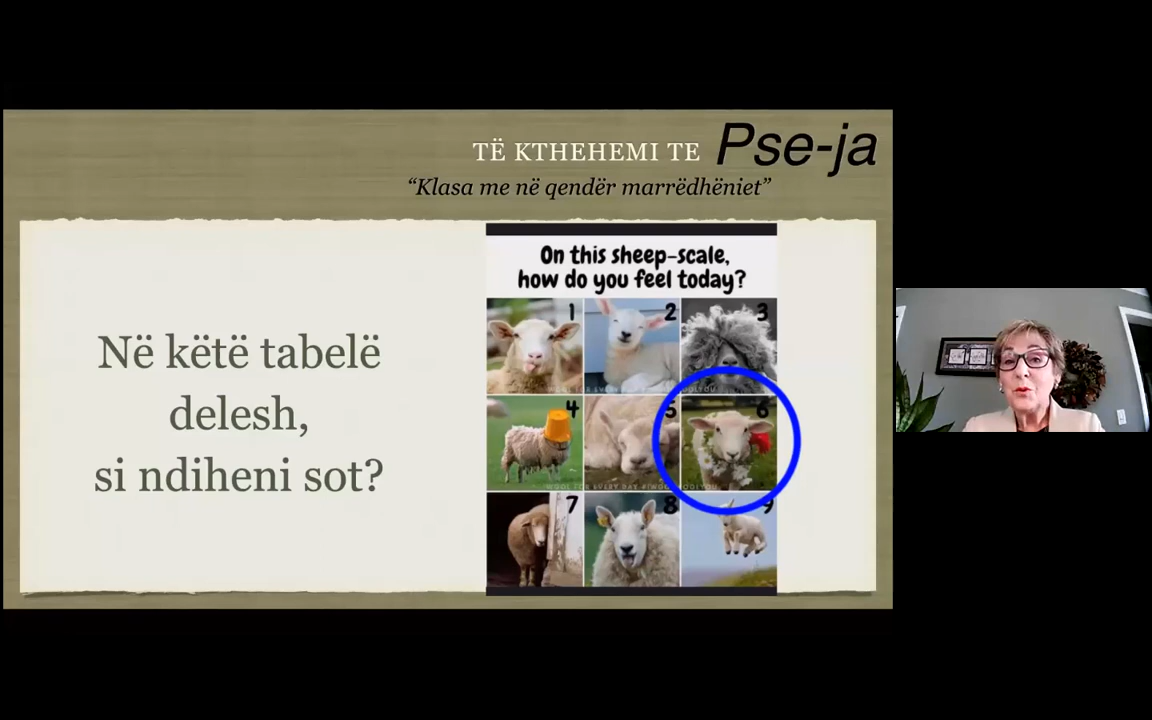 TË KTHEHEMI TE Pse-ja
“Klasa me në qendër marrëdhëniet”
Në këtë tabelë
delesh,
si ndiheni sot?
On this sheep-scale,
how do you feel today?
1 2 3
4 5 6
7 8 9